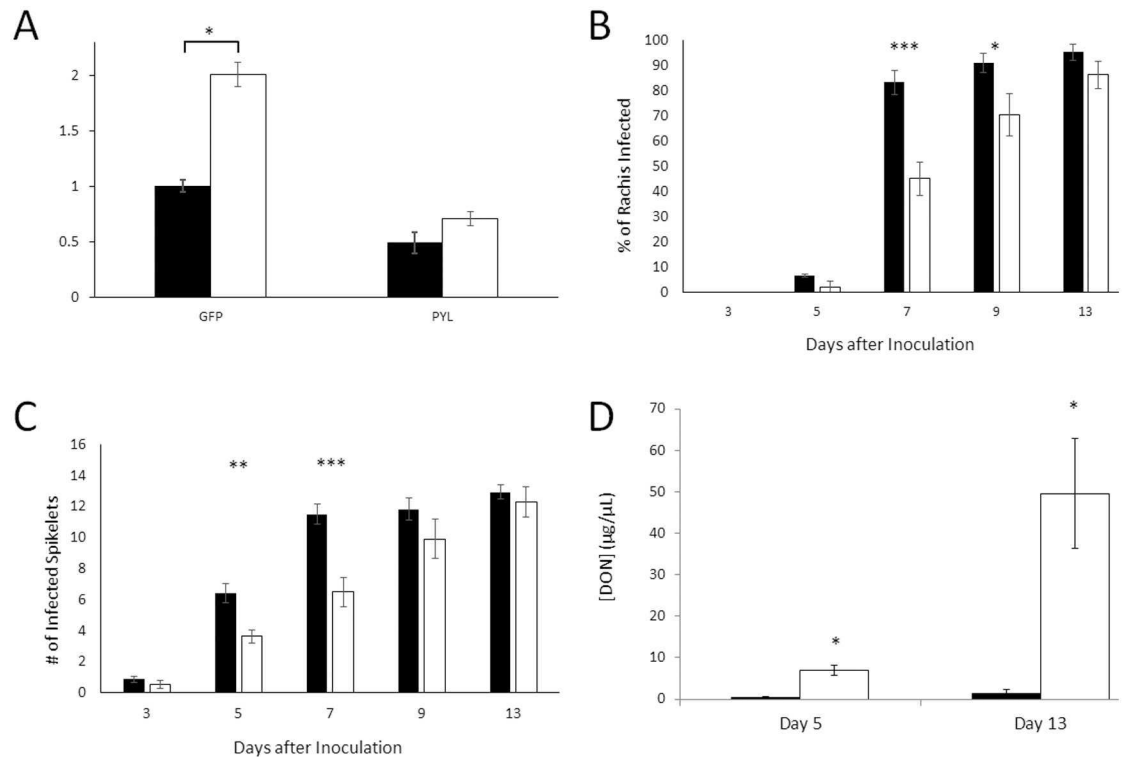 A
*
2
1.5
1
0.5
0
GFP PYL
B
% of Rachis Infected
100
90
80
70
60
50
40
30
20
10
0
*** *
3 5 7 9 13
Days after Inoculation
C
# of Infected Spikelets
16
14
12
10
8
6
4
2
0
** ***
3 5 7 9 13
Days after Inoculation
D
[DON] (µg/µL)
70
60
50
40
30
20
10
0
*
*
Day 5 Day 13